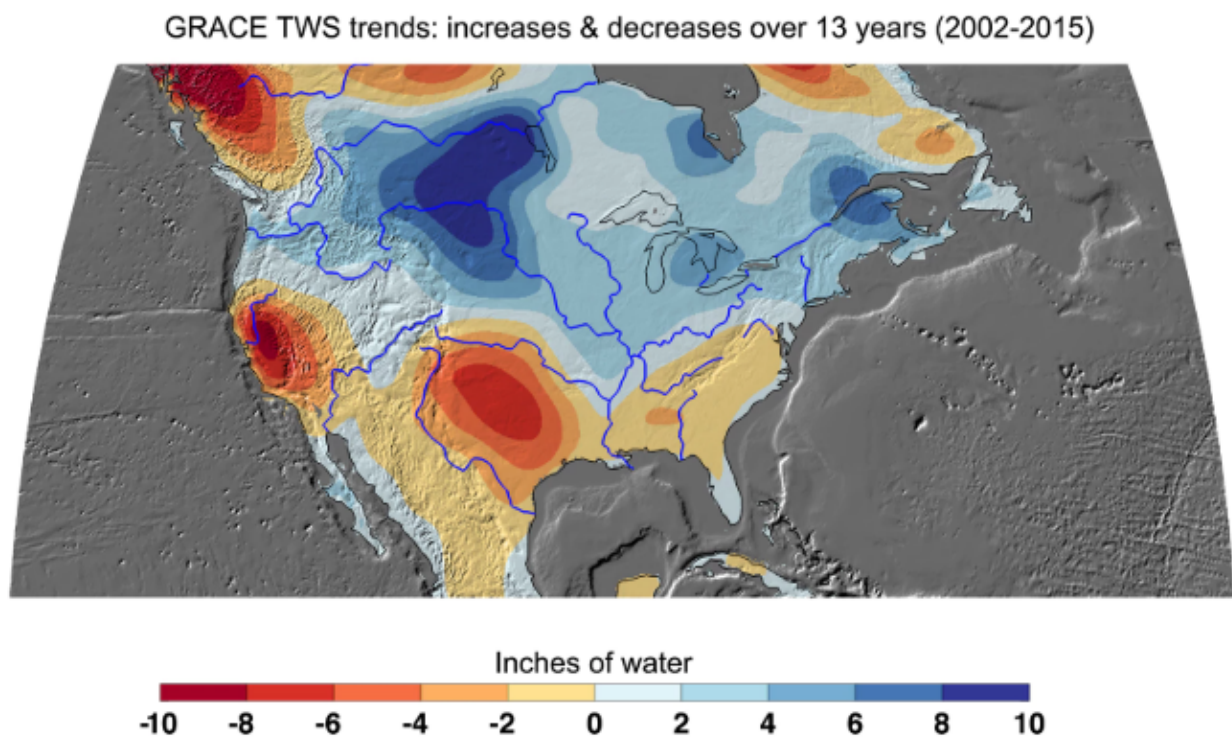 GRACE TWS trends: increases & decreases over 13 years (2002-2015)
Inches of water
-10 -8 -6 -4 -2 0 2 4 6 8 10